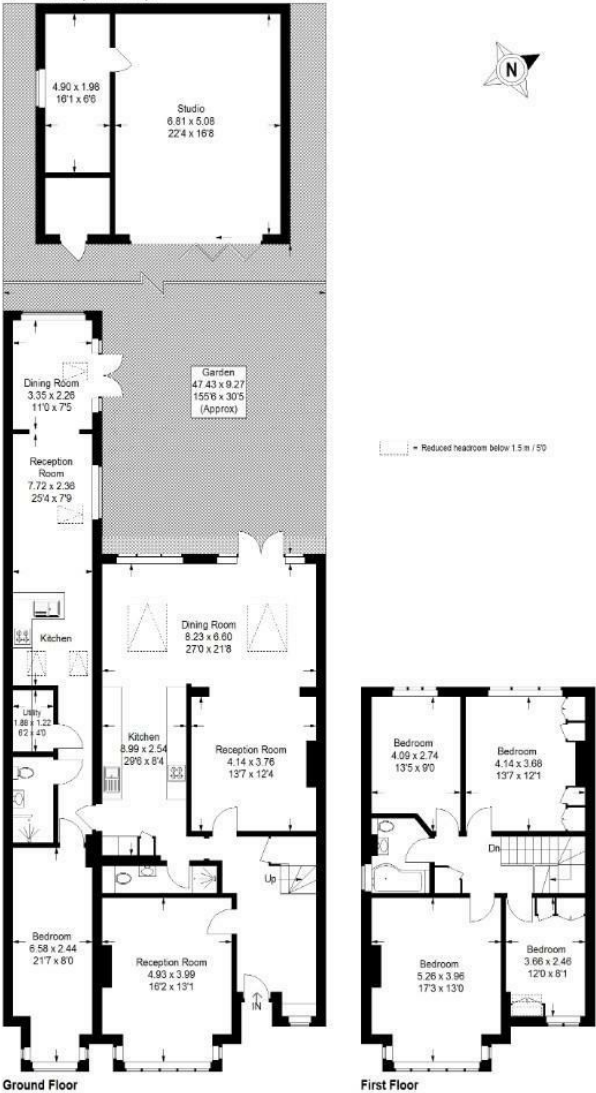 4.90 x 1.98
16'1 x 6'6
Studio
6.81 x 5.08
22'4 x 16'8
N
Dining Room
3.35 x 2.26
11'0 x 7'5
Garden
47.43 x 9.27
155'6 x 30'5
(Approx)
= Reduced headroom below 1.5 m / 5'0
Reception
Room
7.72 x 2.36
25'4 x 7'9
Kitchen
Dining Room
8.23 x 6.60
27'0 x 21'8
Utility
1.88 x 1.22
6'2 x 4'0
Kitchen
8.99 x 2.54
29'6 x 8'4
Reception Room
4.14 x 3.76
13'7 x 12'4
Up
Bedroom
6.58 x 2.44
21'7 x 8'0
Reception Room
4.93 x 3.99
16'2 x 13'1
IN
Ground Floor
Bedroom
4.09 x 2.74
13'5 x 9'0
Bedroom
4.14 x 3.68
13'7 x 12'1
Dn
Bedroom
5.26 x 3.96
17'3 x 13'0
Bedroom
3.66 x 2.46
12'0 x 8'1
First Floor